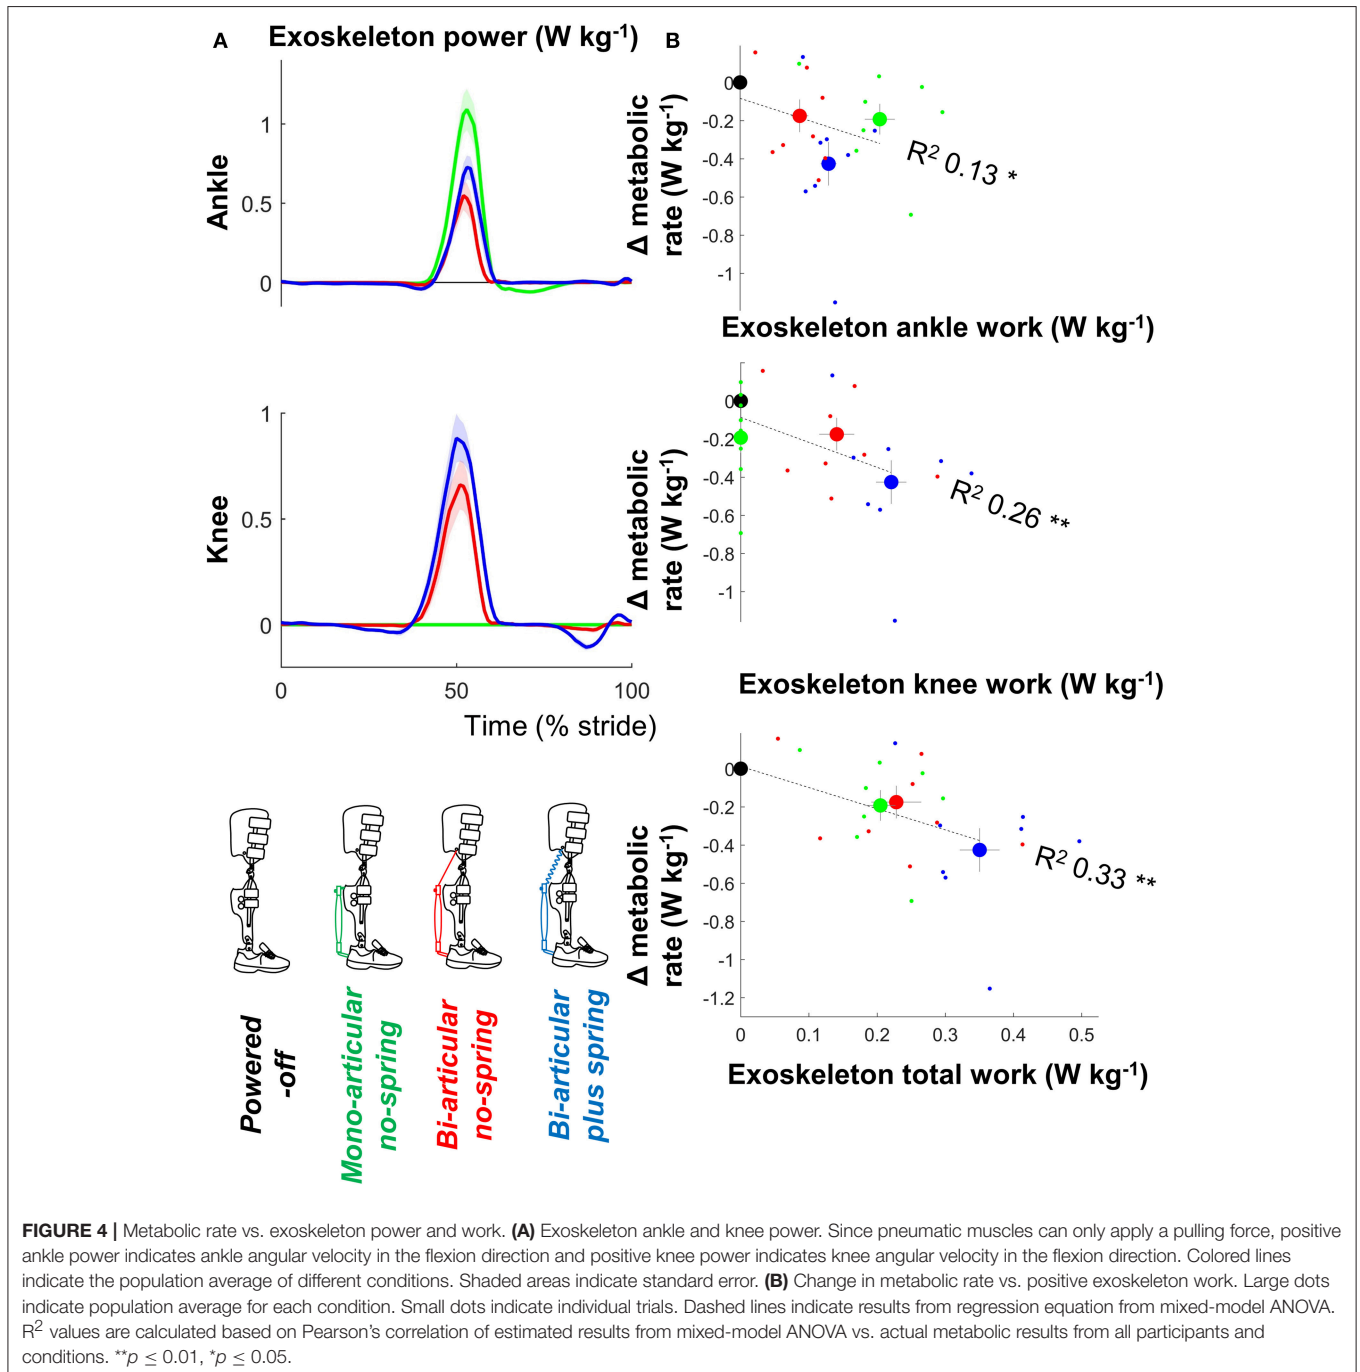 A Exoskeleton power (W kg-1)
Ankle
1
0.5
0
Knee
1
0.5
0
0 50 100
Time (% stride)
Powered
-off
Mono-articular
no-spring
Bi-articular
no-spring
Bi-articular
plus spring
B
Δ metabolic
rate (W kg-1)
0
-0.2
-0.4
-0.6
-0.8
-1
R2 0.13 *
Exoskeleton ankle work (W kg-1)
Δ metabolic
rate (W kg-1)
0
-0.2
-0.4
-0.6
-0.8
-1
R2 0.26 **
Exoskeleton knee work (W kg-1)
Δ metabolic
rate (W kg-1)
0
-0.2
-0.4
-0.6
-0.8
-1
-1.2
R2 0.33 **
0 0.1 0.2 0.3 0.4 0.5
Exoskeleton total work (W kg-1)
FIGURE 4 | Metabolic rate vs. exoskeleton power and work. (A) Exoskeleton ankle and knee power. Since pneumatic muscles can only apply a pulling force, positive
ankle power indicates ankle angular velocity in the flexion direction and positive knee power indicates knee angular velocity in the flexion direction. Colored lines
indicate the population average of different conditions. Shaded areas indicate standard error. (B) Change in metabolic rate vs. positive exoskeleton work. Large dots
indicate population average for each condition. Small dots indicate individual trials. Dashed lines indicate results from regression equation from mixed-model ANOVA.
R2 values are calculated based on Pearson's correlation of estimated results from mixed-model ANOVA vs. actual metabolic results from all participants and
conditions. **p ≤ 0.01, *p ≤ 0.05.